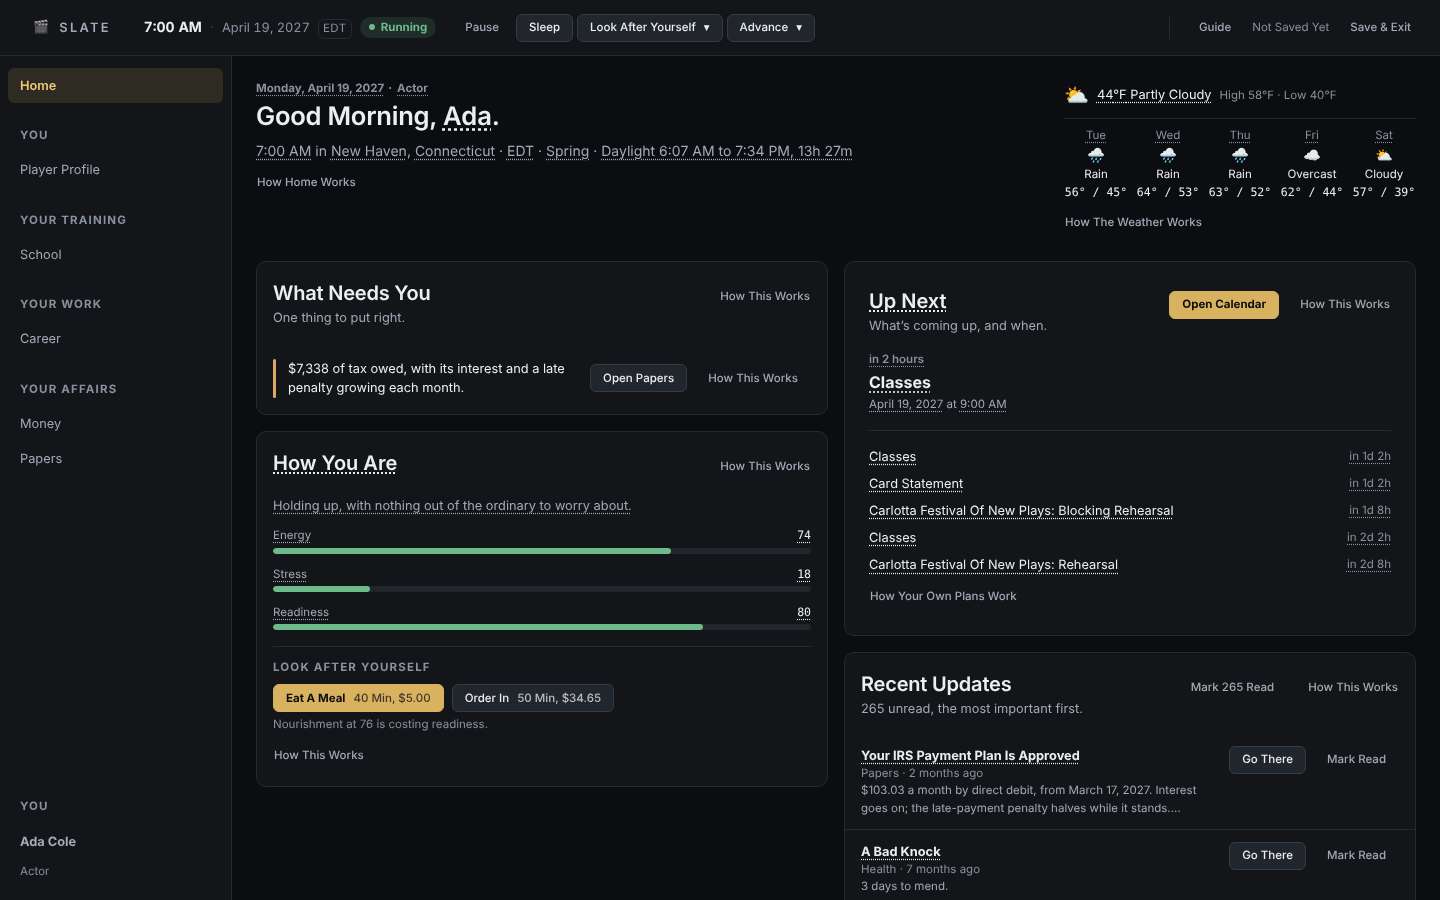 SLATE
7:00 AM · April 19, 2027 EDT Running
Pause
Sleep
Look After Yourself ▾
Advance ▾
Guide
Not Saved Yet
Save & Exit
Home
YOU
Player Profile
YOUR TRAINING
School
YOUR WORK
Career
YOUR AFFAIRS
Money
Papers
YOU
Ada Cole
Actor
Monday, April 19, 2027 · Actor
Good Morning, Ada.
7:00 AM in New Haven, Connecticut · EDT · Spring · Daylight 6:07 AM to 7:34 PM, 13h 27m
How Home Works
44°F Partly Cloudy High 58°F · Low 40°F
Tue Wed Thu Fri Sat
Rain Rain Rain Overcast Cloudy
56° / 45° 64° / 53° 63° / 52° 62° / 44° 57° / 39°
How The Weather Works
What Needs You
How This Works
One thing to put right.
$7,338 of tax owed, with its interest and a late
penalty growing each month.
Open Papers
How This Works
How You Are
How This Works
Holding up, with nothing out of the ordinary to worry about.
Energy 74
Stress 18
Readiness 80
LOOK AFTER YOURSELF
Eat A Meal 40 Min, $5.00
Order In 50 Min, $34.65
Nourishment at 76 is costing readiness.
How This Works
Up Next
Open Calendar
How This Works
What's coming up, and when.
in 2 hours
Classes
April 19, 2027 at 9:00 AM
Classes in 1d 2h
Card Statement in 1d 2h
Carlotta Festival Of New Plays: Blocking Rehearsal in 1d 8h
Classes in 2d 2h
Carlotta Festival Of New Plays: Rehearsal in 2d 8h
How Your Own Plans Work
Recent Updates
Mark 265 Read
How This Works
265 unread, the most important first.
Your IRS Payment Plan Is Approved
Go There
Mark Read
Papers · 2 months ago
$103.03 a month by direct debit, from March 17, 2027. Interest
goes on; the late-payment penalty halves while it stands....
A Bad Knock
Go There
Mark Read
Health · 7 months ago
3 days to mend.